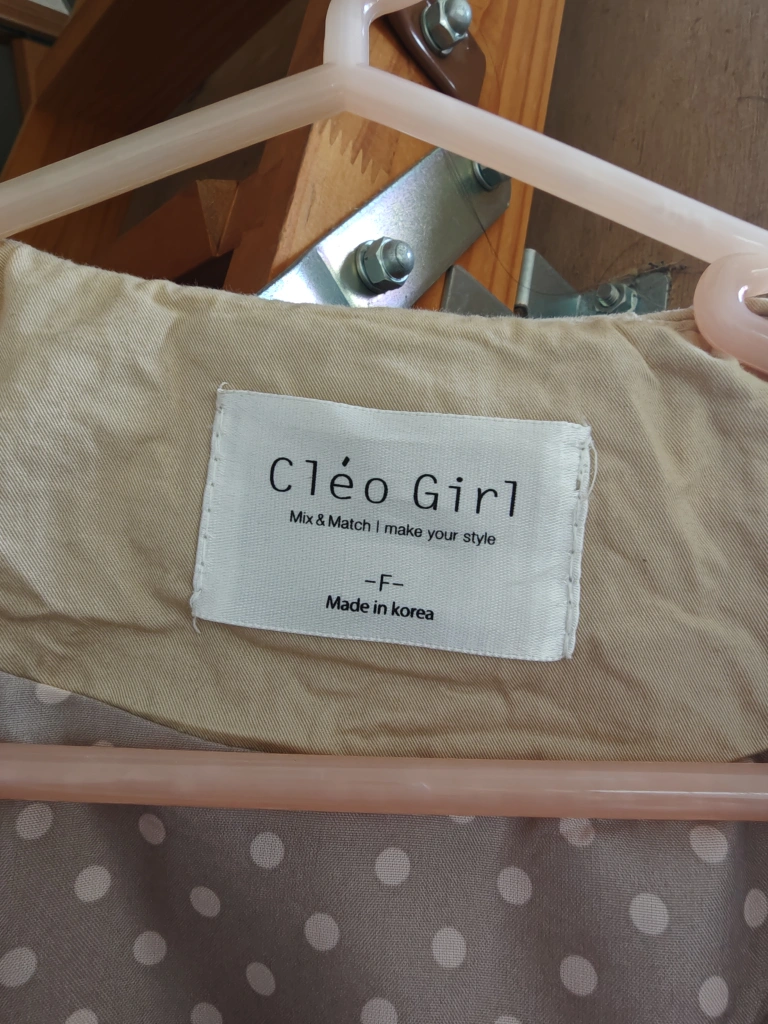 Cléo Girl
Mix & Match | make your style
-F-
Made in korea